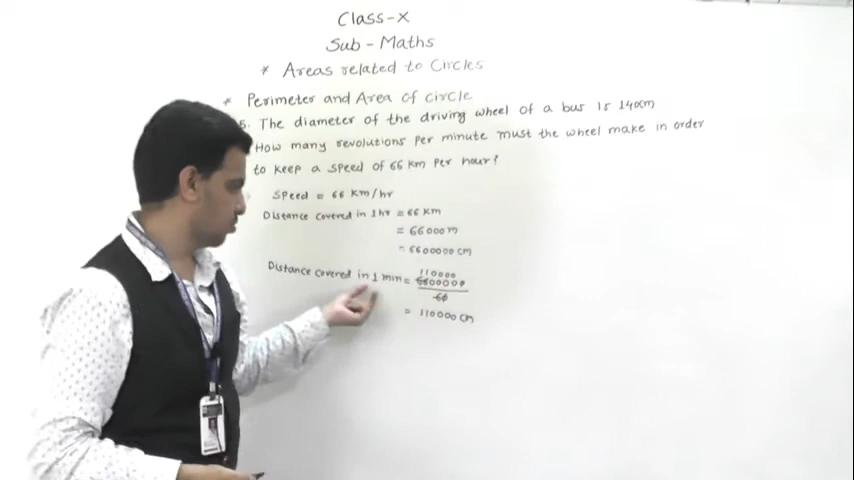 Class-X
Sub - Maths
* Areas related to Circles
* Perimeter and Area of circle
5. The diameter of the driving wheel of a bus is 140cm
How many revolutions per minute must the wheel make in order
to keep a speed of 66 km per hour?
Speed = 66 km/hr
Distance covered in 1 hr = 66 km
= 66000 m
= 6600000 cm
Distance covered in 1 min = 6600000
110000
60
= 110000 cm